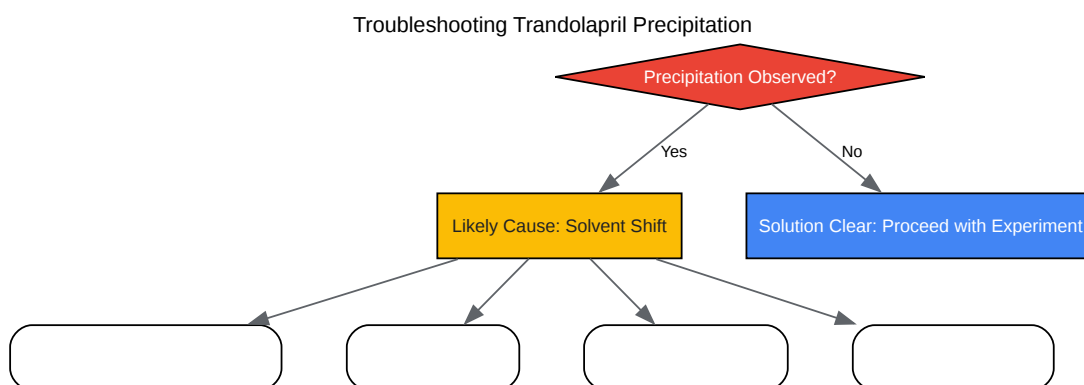 Troubleshooting Trandolapril Precipitation
Precipitation Observed?
Yes
No
Likely Cause: Solvent Shift
Solution Clear: Proceed with Experiment